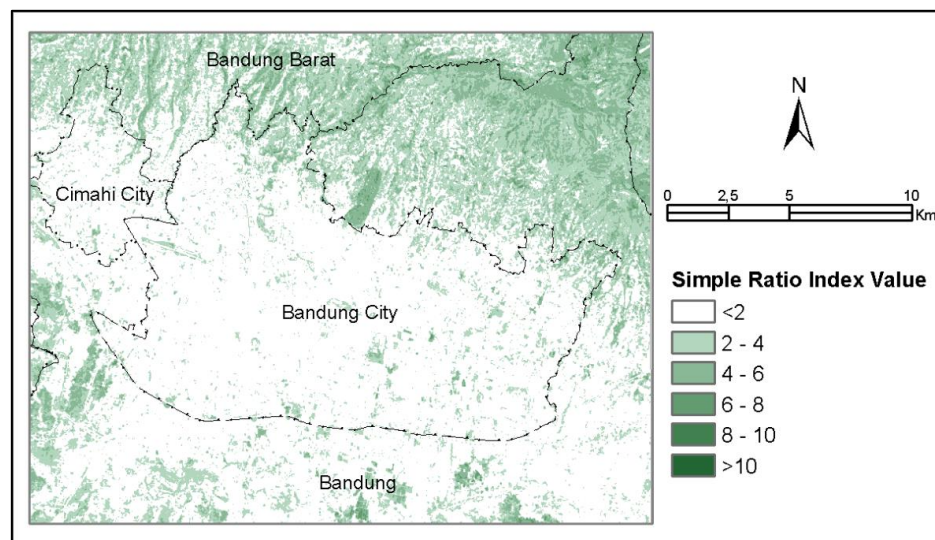 Bandung Barat
Cimahi City
Bandung City
Bandung
N
0 2,5 5 10
Km
Simple Ratio Index Value
<2
2 - 4
4 - 6
6 - 8
8 - 10
>10